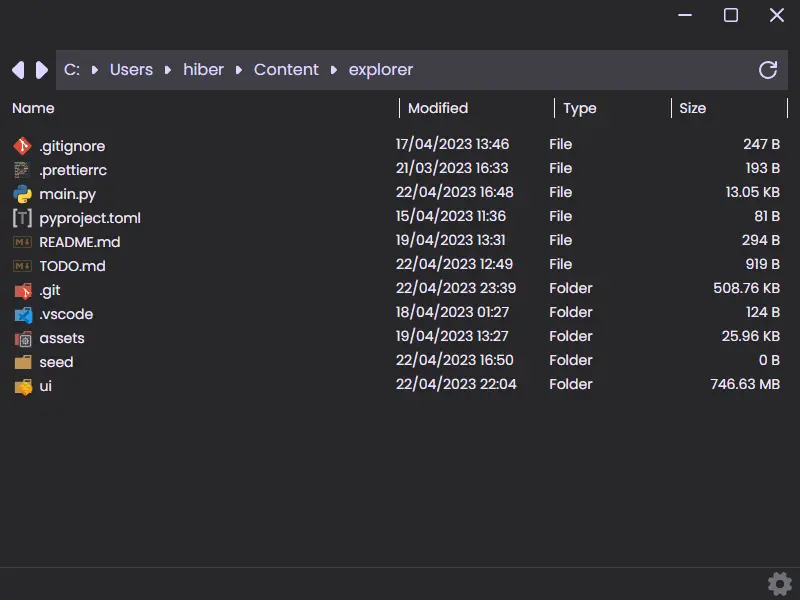 C: Users hiber Content explorer
Name Modified Type Size
.gitignore 17/04/2023 13:46 File 247 B
.prettierrc 21/03/2023 16:33 File 193 B
main.py 22/04/2023 16:48 File 13.05 KB
[T] pyproject.toml 15/04/2023 11:36 File 81 B
M README.md 19/04/2023 13:31 File 294 B
M TODO.md 22/04/2023 12:49 File 919 B
.git 22/04/2023 23:39 Folder 508.76 KB
.vscode 18/04/2023 01:27 Folder 124 B
assets 19/04/2023 13:27 Folder 25.96 KB
seed 22/04/2023 16:50 Folder 0 B
ui 22/04/2023 22:04 Folder 746.63 MB